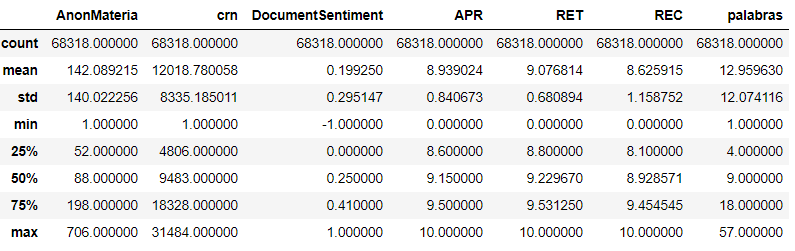 AnonMateria crn DocumentSentiment APR RET REC palabras
count 68318.000000 68318.000000 68318.000000 68318.000000 68318.000000 68318.000000 68318.000000
mean 142.089215 12018.780058 0.199250 8.939024 9.076814 8.625915 12.959630
std 140.022256 8335.185011 0.295147 0.840673 0.680894 1.158752 12.074116
min 1.000000 1.000000 -1.000000 0.000000 0.000000 0.000000 1.000000
25% 52.000000 4806.000000 0.000000 8.600000 8.800000 8.100000 4.000000
50% 88.000000 9483.000000 0.250000 9.150000 9.229670 8.928571 9.000000
75% 198.000000 18328.000000 0.410000 9.500000 9.531250 9.454545 18.000000
max 706.000000 31484.000000 1.000000 10.000000 10.000000 10.000000 57.000000